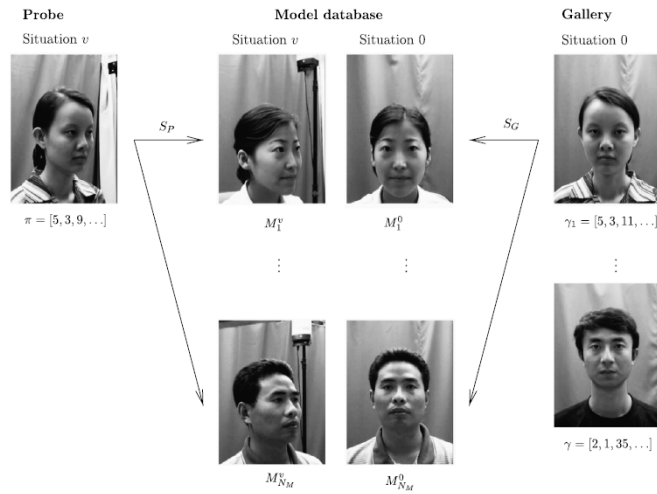 Probe
Model database
Gallery
Situation v
Situation v
Situation 0
Situation 0
S_P
S_G
π = [5, 3, 9, . . .]
M_1^v
M_1^0
γ_1 = [5, 3, 11, . . .]
⋮
⋮
⋮
M_{N_M}^v
M_{N_M}^0
γ = [2, 1, 35, . . .]